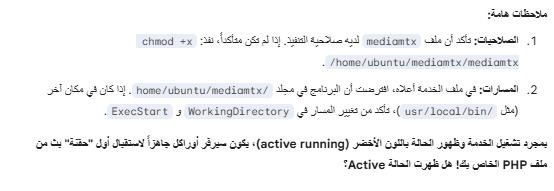 ملاحظات هامة:
1. الصلاحيات: تأكد أن ملف mediamtx لديه صلاحية التنفيذ. إذا لم تكن متأكداً، نفذ: chmod +x
/home/ubuntu/mediamtx/mediamtx .
2. المسارات: في ملف الخدمة أعلاه، افترضت أن البرنامج في مجلد /home/ubuntu/mediamtx . إذا كان في مكان آخر
(مثل /usr/local/bin )، تأكد من تغيير المسار في WorkingDirectory و ExecStart .
بمجرد تشغيل الخدمة وظهور الحالة باللون الأخضر (active running)، يكون سيرفر أوراكل جاهزاً لاستقبال أول "حقنة" بث من
ملف PHP الخاص بك! هل ظهرت الحالة Active؟